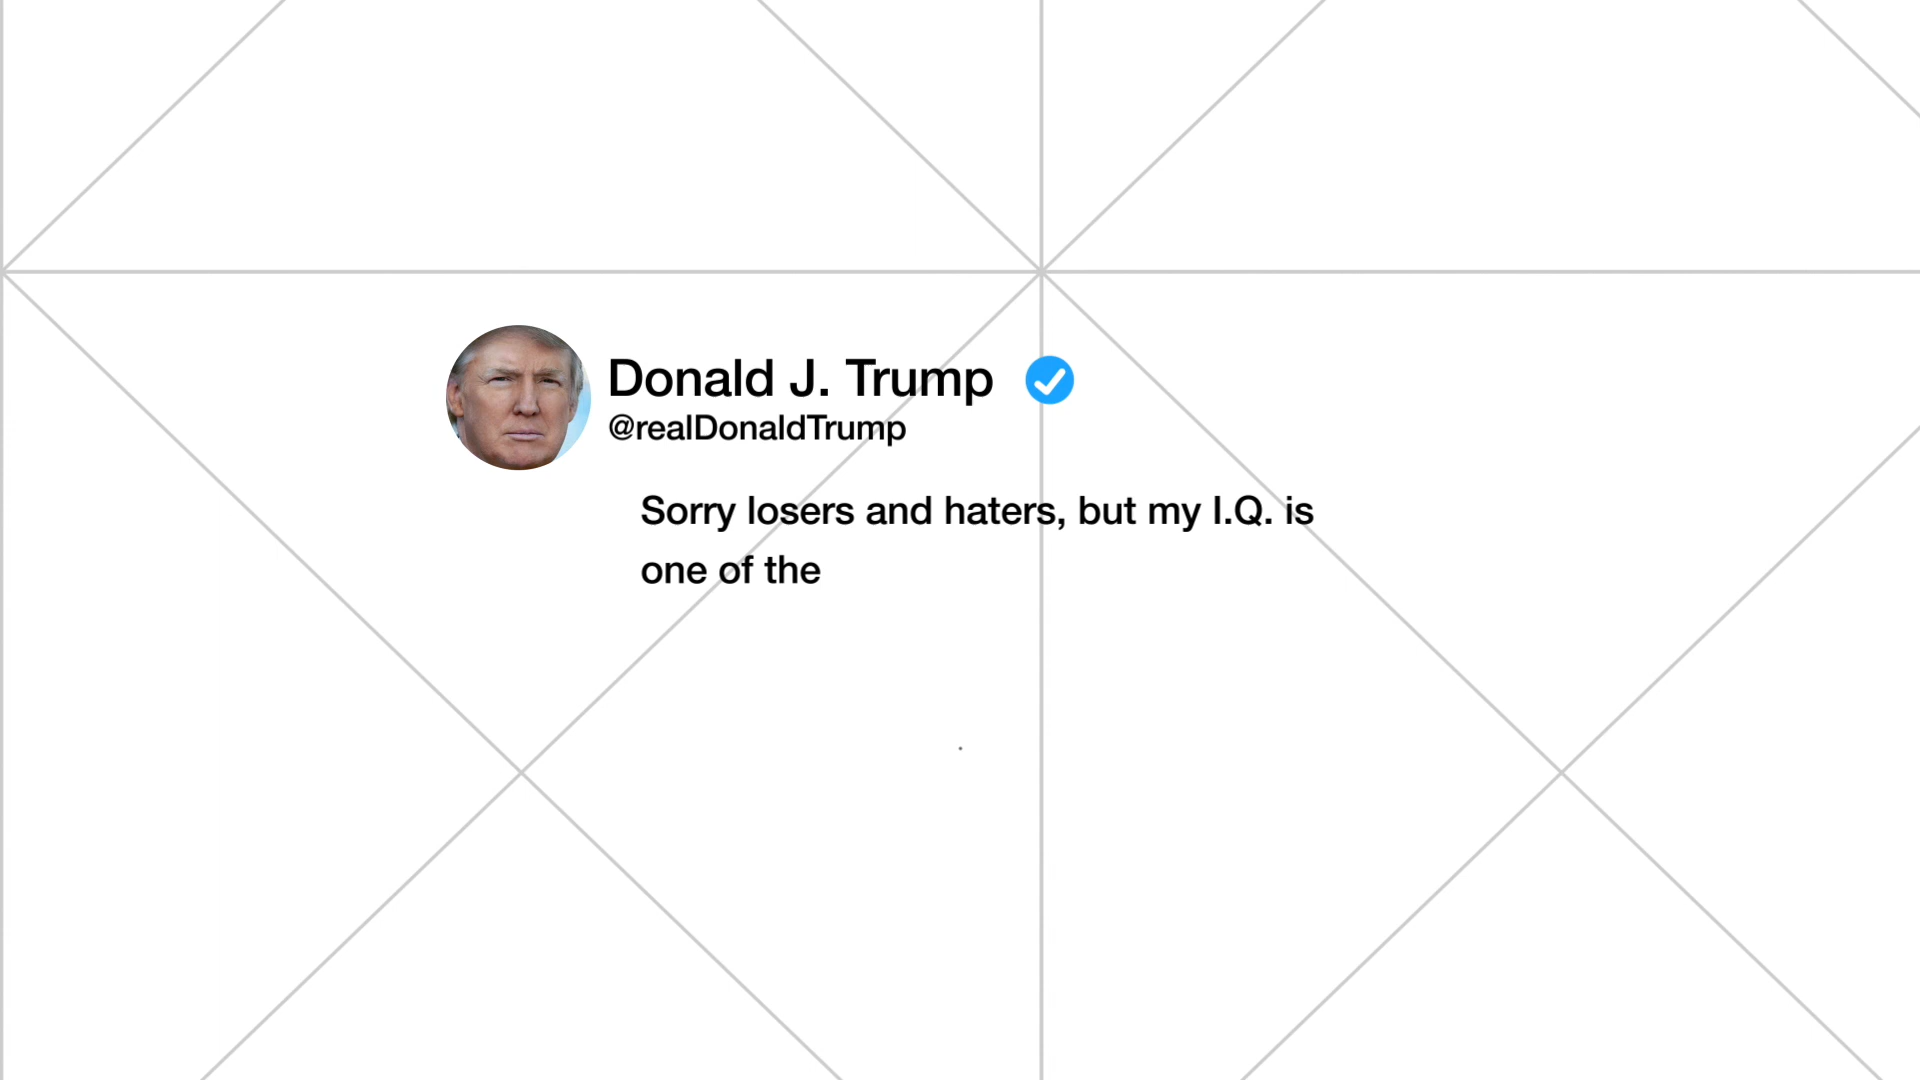 Donald J. Trump
@realDonaldTrump
Sorry losers and haters, but my I.Q. is
one of the